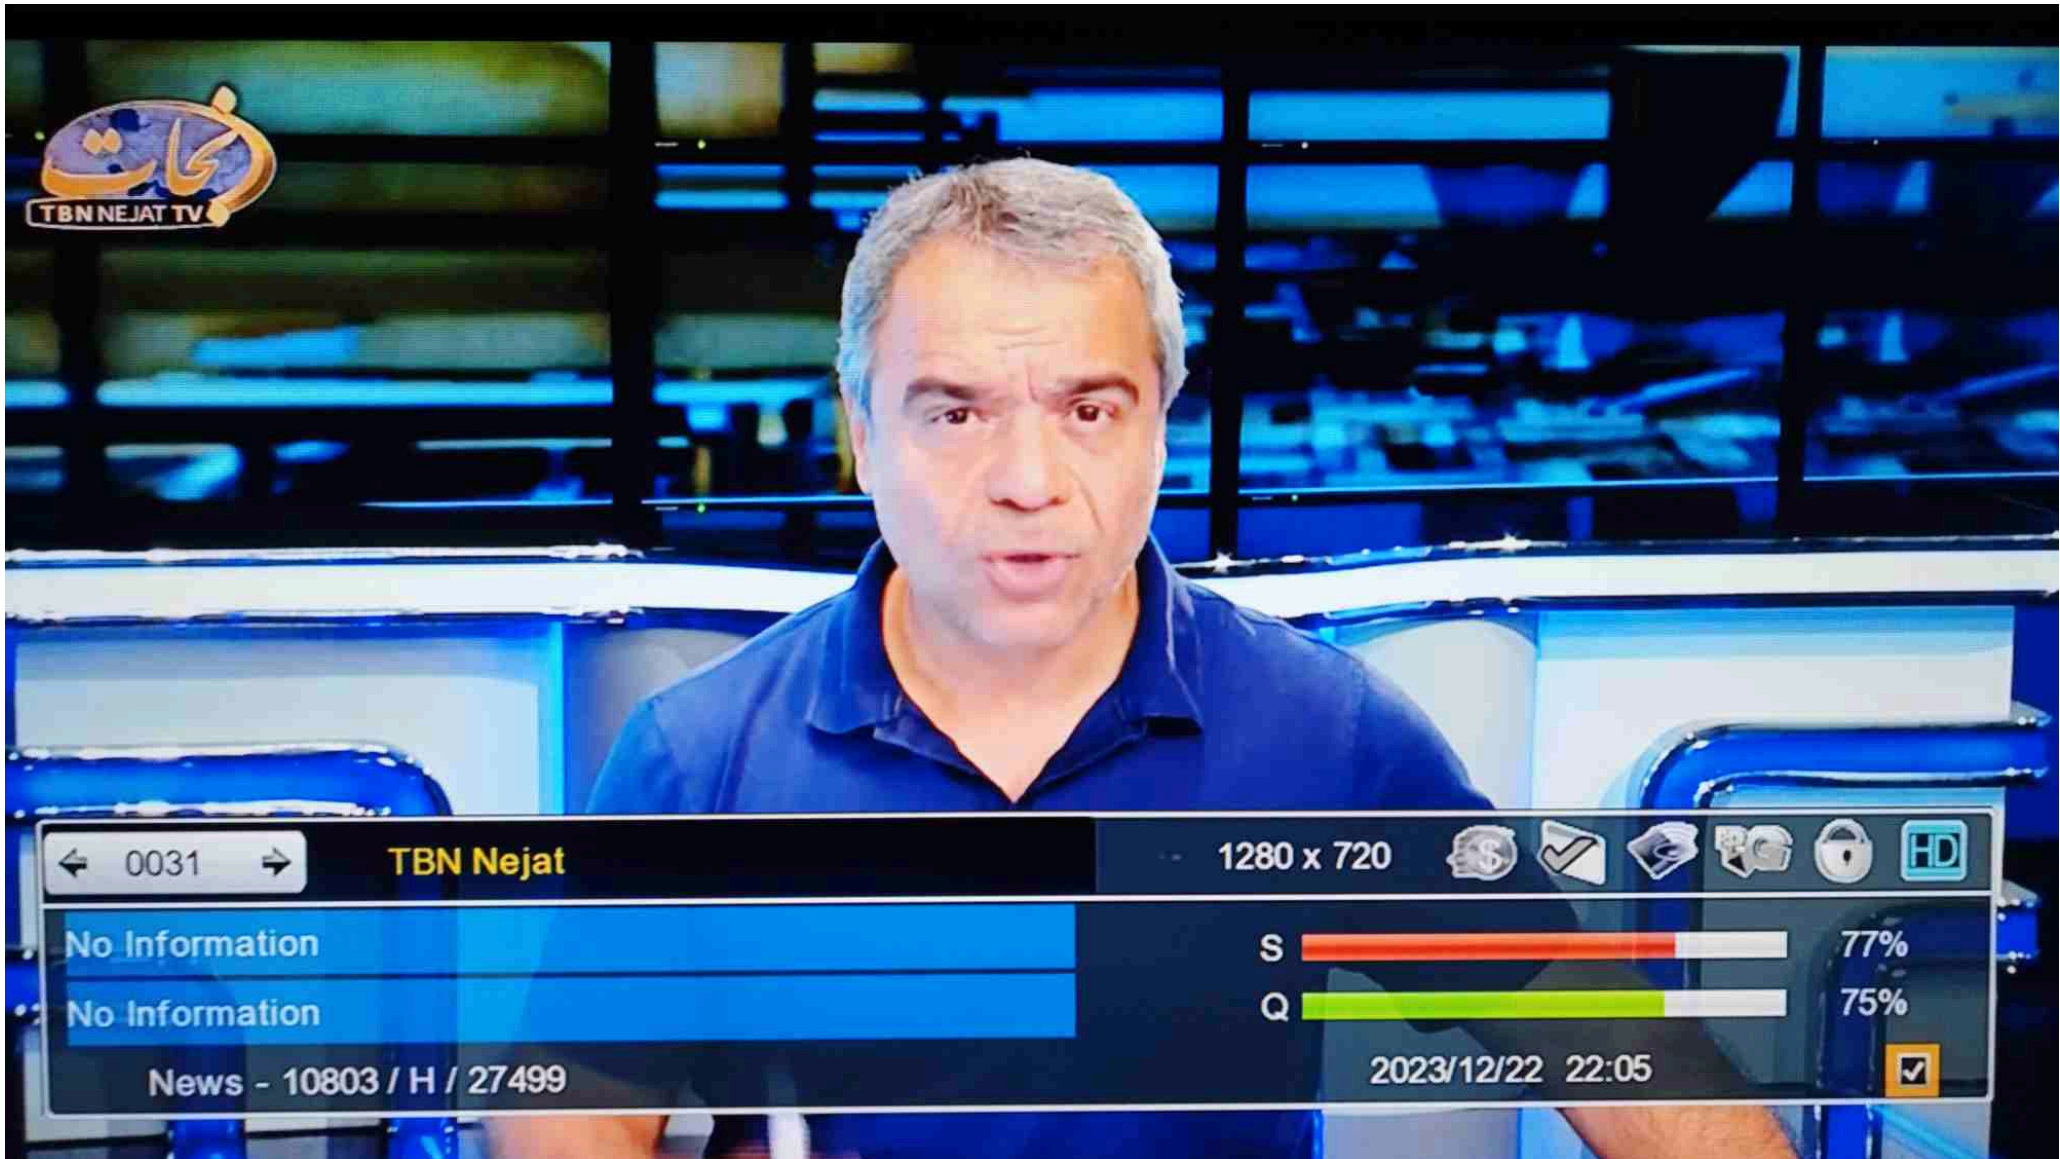 نجات
TBN NEJAT TV
0031 TBN Nejat 1280 x 720 HD
No Information S 77%
No Information Q 75%
News - 10803 / H / 27499 2023/12/22 22:05